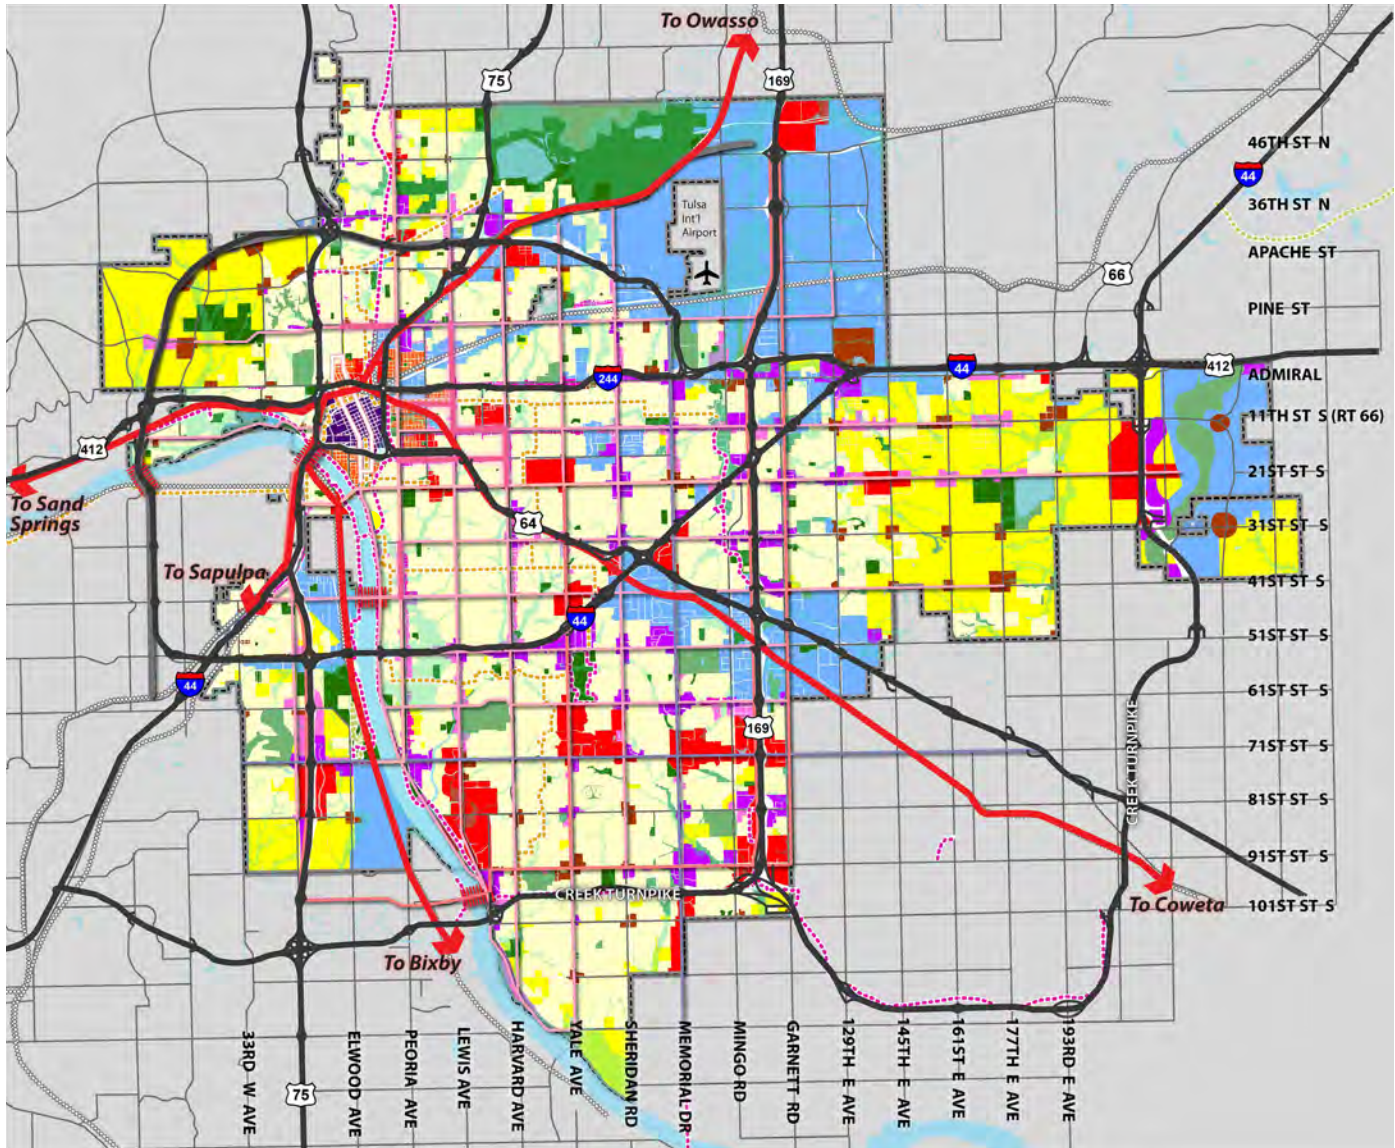 To Owasso
75
169
46TH ST N
44
36TH ST N
Tulsa
Int'l
Airport
APACHE ST
66
PINE ST
412
244
44
ADMIRAL
11TH ST S (RT 66)
412
21ST ST S
To Sand
Springs
64
31ST ST S
To Sapulpa
41ST ST S
44
51ST ST S
44
61ST ST S
169
71ST ST S
CREEK TURNPIKE
81ST ST S
91ST ST S
CREEK TURNPIKE
To Coweta
101ST ST S
To Bixby
33RD W AVE
ELWOOD AVE
PEORIA AVE
LEWIS AVE
HARVARD AVE
YALE AVE
SHERIDAN RD
MEMORIAL DR
MINGO RD
GARNETT RD
129TH E AVE
145TH E AVE
161ST E AVE
177TH E AVE
193RD E AVE
75